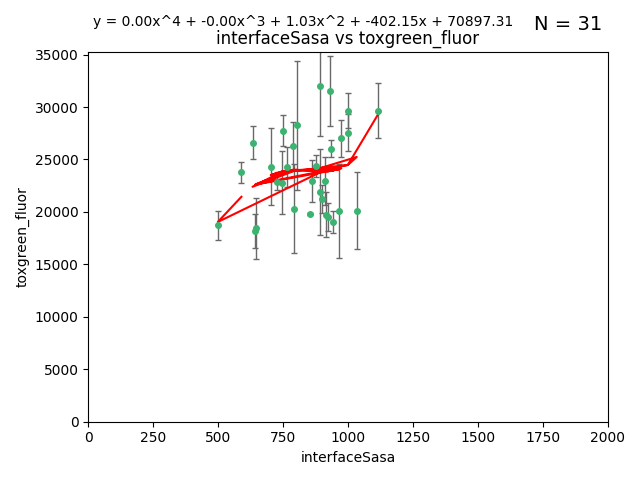 y = 0.00x^4 + -0.00x^3 + 1.03x^2 + -402.15x + 70897.31
N = 31
interfaceSasa vs toxgreen_fluor
35000
30000
25000
20000
15000
10000
5000
0
toxgreen_fluor
0 250 500 750 1000 1250 1500 1750 2000
interfaceSasa